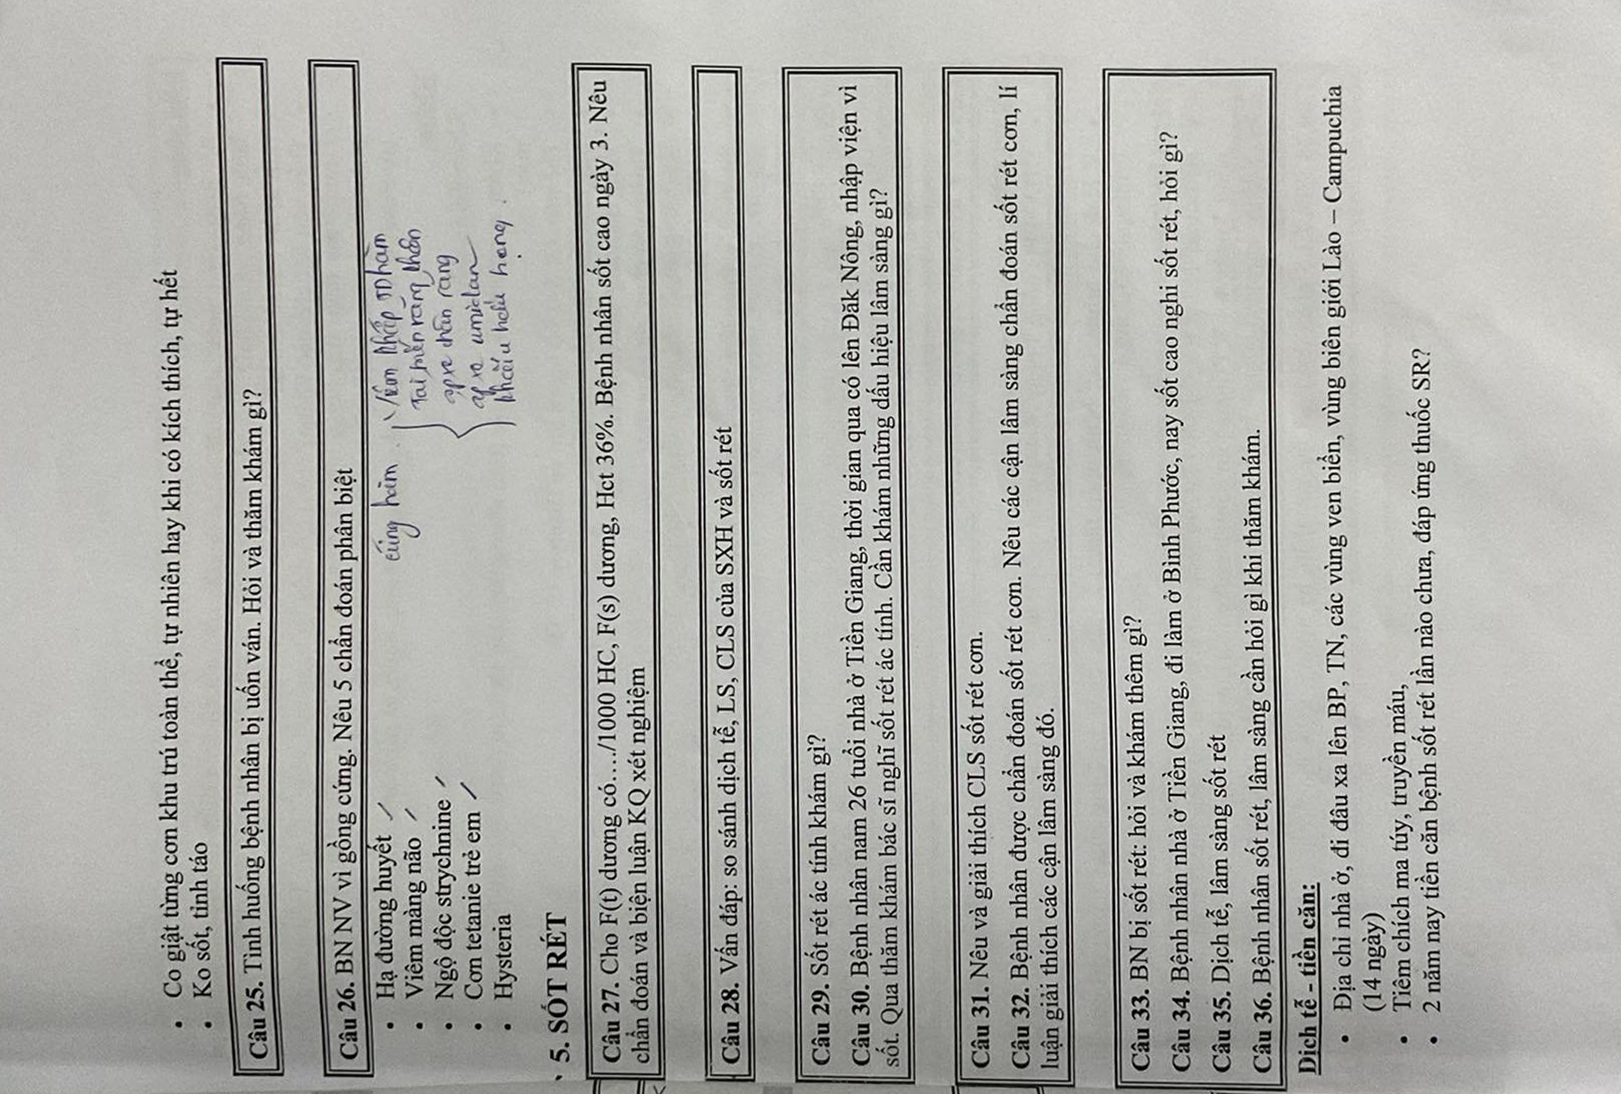 • Co giật từng cơn khu trú toàn thể, tự nhiên hay khi có kích thích, tự hết
• Ko sốt, tỉnh táo
Câu 25. Tình huống bệnh nhân bị uốn ván. Hỏi và thăm khám gì?
Câu 26. BN NV vì gồng cứng. Nêu 5 chẩn đoán phân biệt
• Hạ đường huyết
• Viêm màng não
• Ngộ độc strychnine
• Cơn tetanie trẻ em
• Hysteria
cứng hàm
Viêm khớp hàm
Tai biến răng khôn
apxe chân răng
apxe amidan
hầu họng
5. SỐT RÉT
Câu 27. Cho F(t) dương có…./1000 HC, F(s) dương, Hct 36%. Bệnh nhân sốt cao ngày 3. Nêu
chẩn đoán và biện luận KQ xét nghiệm
Câu 28. Vấn đáp: so sánh dịch tễ, LS, CLS của SXH và sốt rét
Câu 29. Sốt rét ác tính khám gì?
Câu 30. Bệnh nhân nam 26 tuổi nhà ở Tiền Giang, thời gian qua có lên Đăk Nông, nhập viện vì
sốt. Qua thăm khám bác sĩ nghĩ sốt rét ác tính. Cần khám những dấu hiệu lâm sàng gì?
Câu 31. Nêu và giải thích CLS sốt rét cơn.
Câu 32. Bệnh nhân được chẩn đoán sốt rét cơn. Nêu các cận lâm sàng chẩn đoán sốt rét cơn, lí
luận giải thích các cận lâm sàng đó.
Câu 33. BN bị sốt rét: hỏi và khám thêm gì?
Câu 34. Bệnh nhân nhà ở Tiền Giang, đi làm ở Bình Phước, nay sốt cao nghi sốt rét, hỏi gì?
Câu 35. Dịch tễ, lâm sàng sốt rét
Câu 36. Bệnh nhân sốt rét, lâm sàng cần hỏi gì khi thăm khám.
Dịch tễ - tiền căn:
• Địa chỉ nhà ở, đi đâu xa lên BP, TN, các vùng ven biển, vùng biên giới Lào – Campuchia
(14 ngày)
• Tiêm chích ma túy, truyền máu,
• 2 năm nay tiền căn bệnh sốt rét lần nào chưa, đáp ứng thuốc SR?